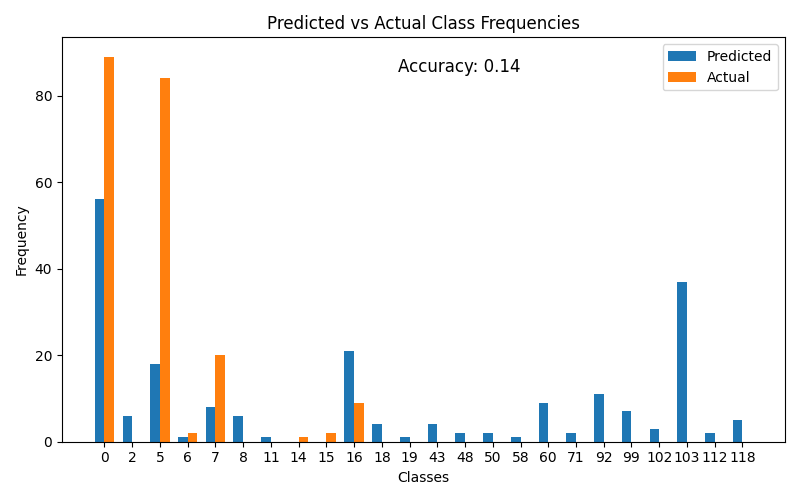 Predicted vs Actual Class Frequencies
Accuracy: 0.14
Predicted
Actual
Frequency
80
60
40
20
0
0 2 5 6 7 8 11 14 15 16 18 19 43 48 50 58 60 71 92 99 102 103 112 118
Classes